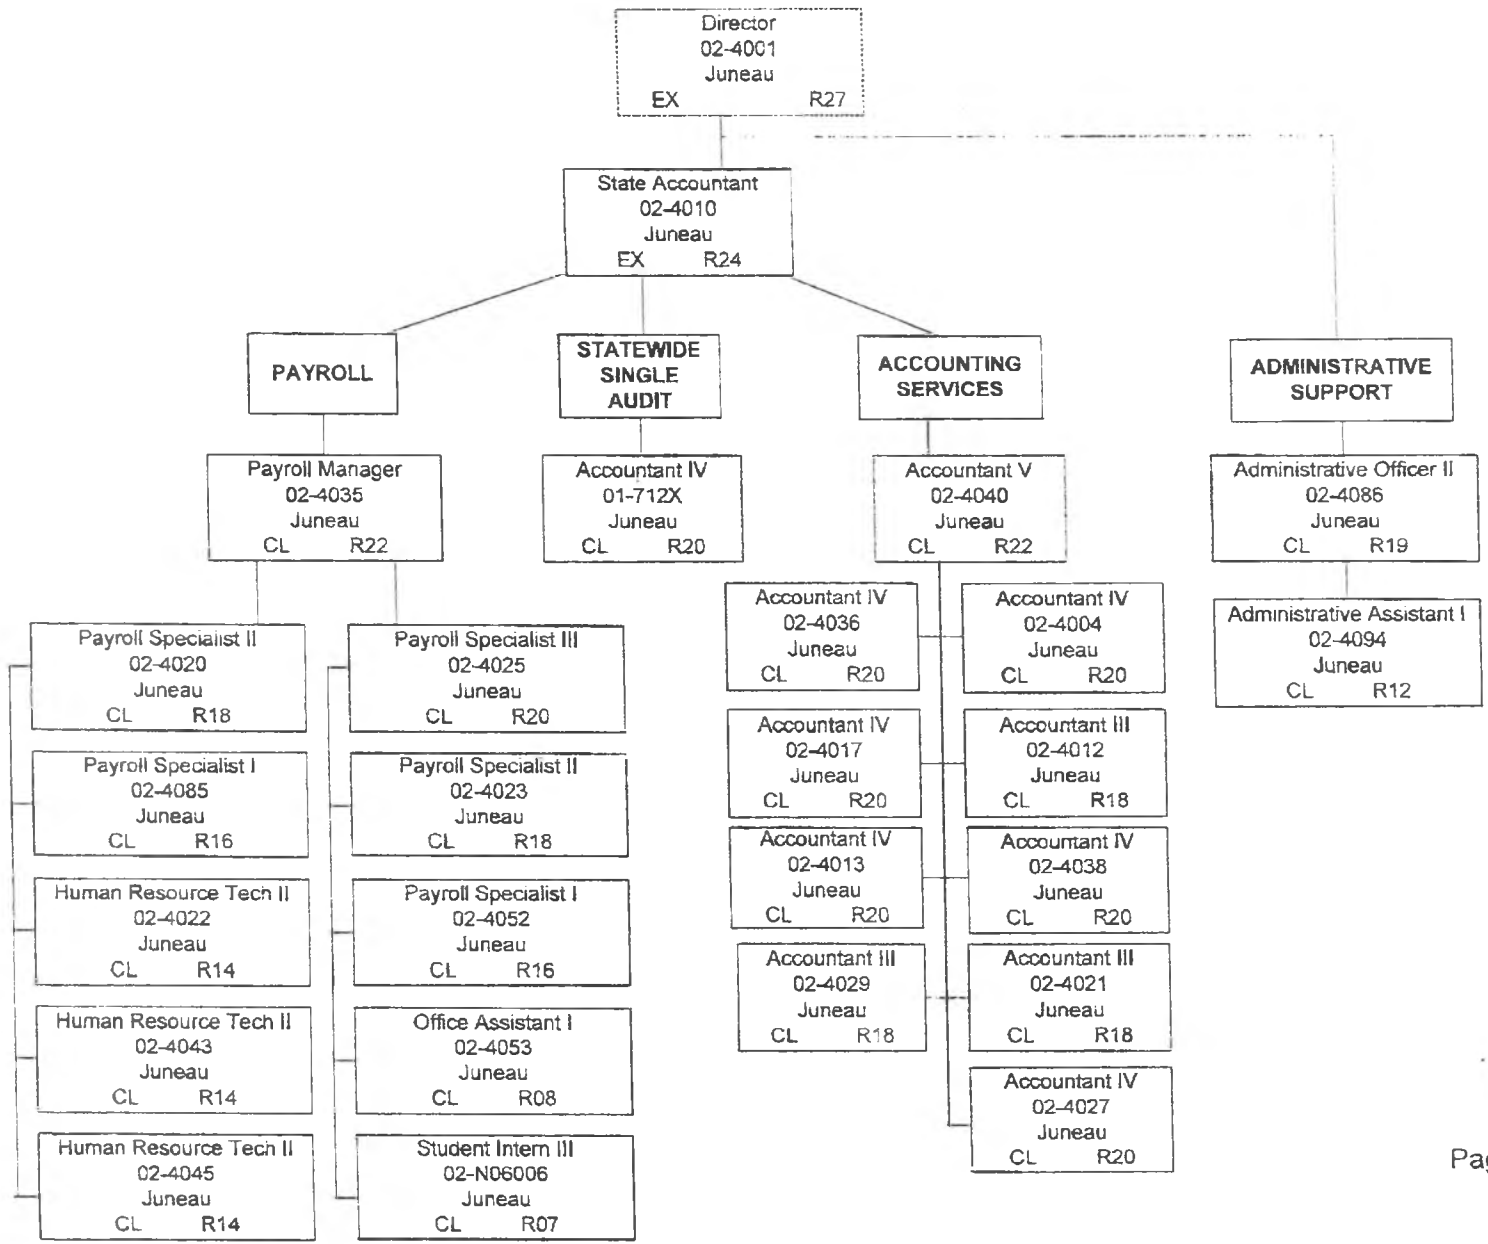 Director
02-4001
Juneau
EX R27
State Accountant
02-4010
Juneau
EX R24
PAYROLL
STATEWIDE
SINGLE
AUDIT
ACCOUNTING
SERVICES
ADMINISTRATIVE
SUPPORT
Payroll Manager
02-4035
Juneau
CL R22
Accountant IV
01-712X
Juneau
CL R20
Accountant V
02-4040
Juneau
CL R22
Administrative Officer II
02-4086
Juneau
CL R19
Payroll Specialist II
02-4020
Juneau
CL R18
Payroll Specialist I
02-4085
Juneau
CL R16
Human Resource Tech II
02-4022
Juneau
CL R14
Human Resource Tech II
02-4043
Juneau
CL R14
Human Resource Tech II
02-4045
Juneau
CL R14
Payroll Specialist III
02-4025
Juneau
CL R20
Payroll Specialist II
02-4023
Juneau
CL R18
Payroll Specialist I
02-4052
Juneau
CL R16
Office Assistant I
02-4053
Juneau
CL R08
Student Intern III
02-N06006
Juneau
CL R07
Accountant IV
02-4036
Juneau
CL R20
Accountant IV
02-4017
Juneau
CL R20
Accountant IV
02-4013
Juneau
CL R20
Accountant III
02-4029
Juneau
CL R18
Accountant IV
02-4004
Juneau
CL R20
Accountant III
02-4012
Juneau
CL R18
Accountant IV
02-4038
Juneau
CL R20
Accountant III
02-4021
Juneau
CL R18
Accountant IV
02-4027
Juneau
CL R20
Administrative Assistant I
02-4094
Juneau
CL R12
Pag